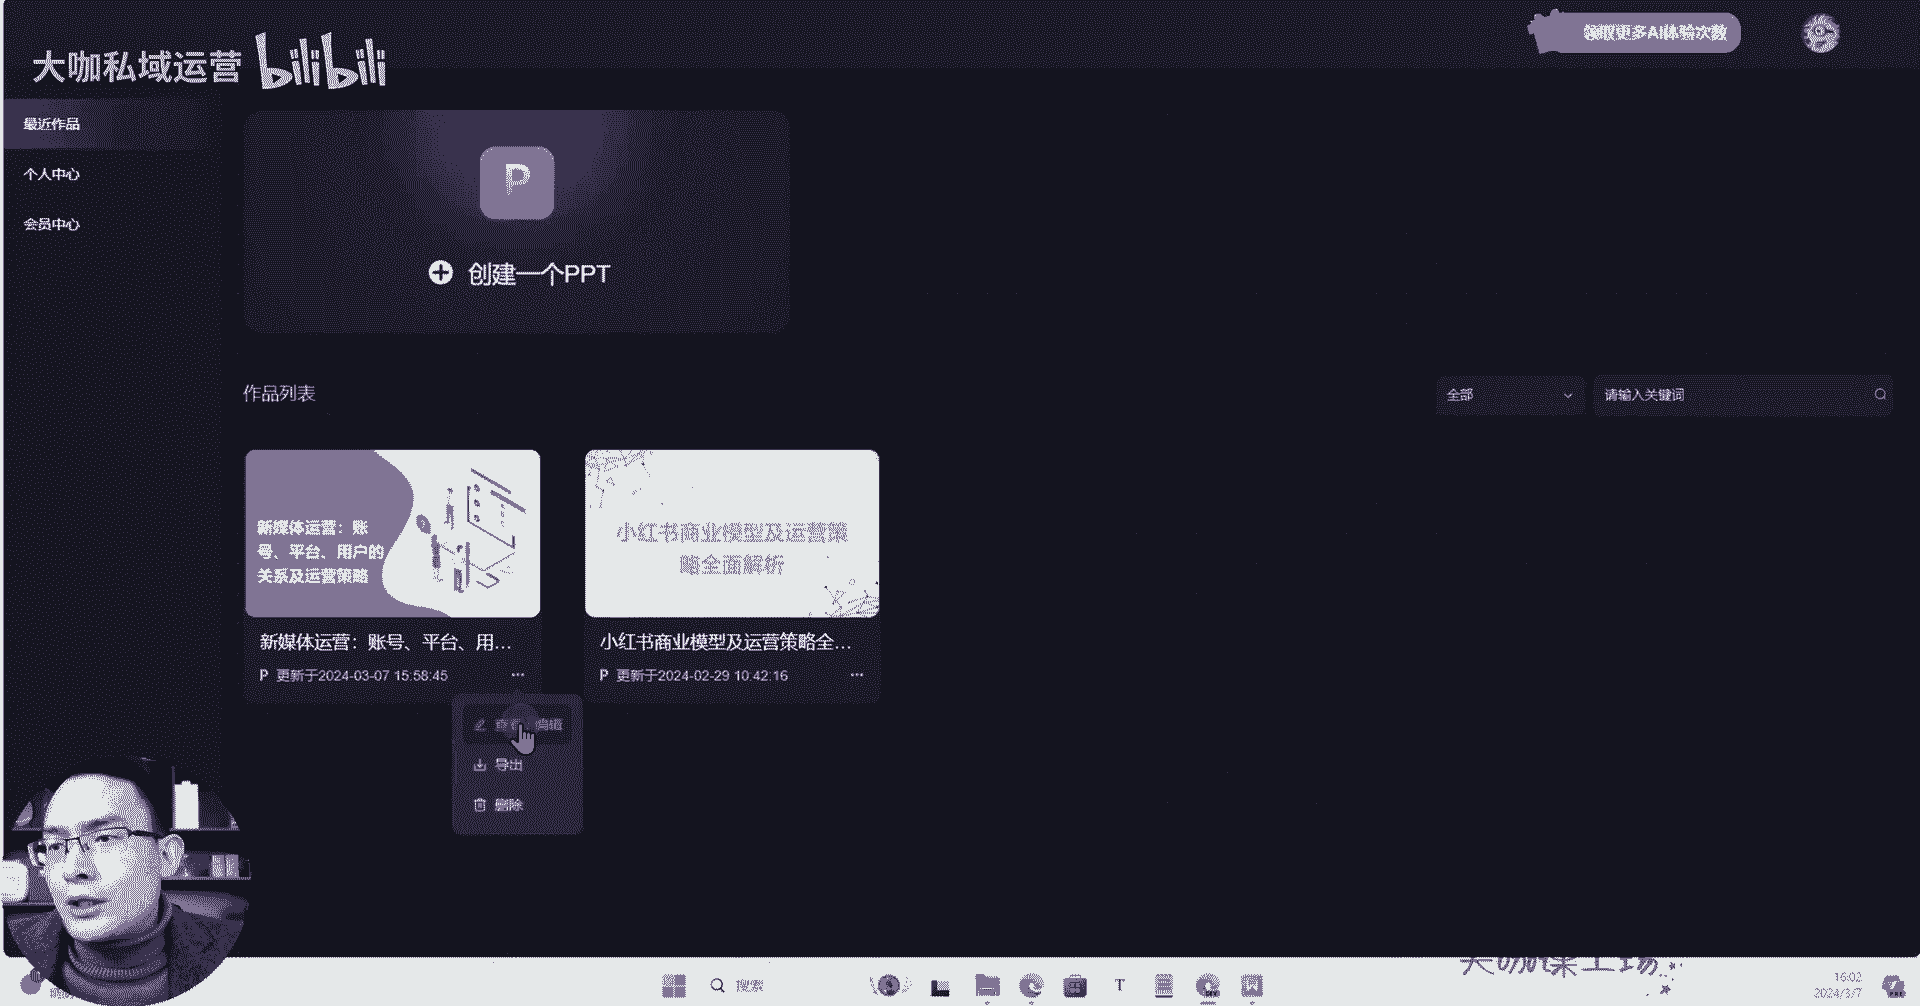 大咖私域运营 bilibili
领取更多AI体验次数
最近作品
个人中心
会员中心
P
创建一个PPT
作品列表
全部
请输入关键词
新媒体运营：账
号、平台、用户的
关系及运营策略
小红书商业模型及运营策
略全面解析
新媒体运营：账号、平台、用...
小红书商业模型及运营策略全...
P 更新于2024-03-07 15:58:45 ...
P 更新于2024-02-29 10:42:16 ...
编辑
导出
删除
搜索
T
W
16:02
2024/3/7